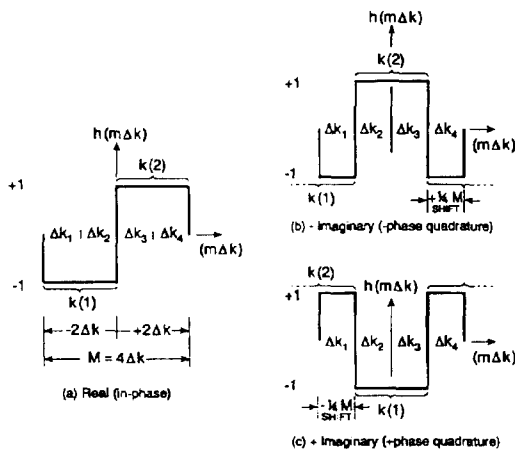 h(mΔk)
k(2)
+1
Δk₁ Δk₂ Δk₃ Δk₄
(mΔk)
-1
k(1)
-2Δk +2Δk
M = 4Δk
(a) Real (in-phase)
h(mΔk)
k(2)
+1
Δk₁ Δk₂ Δk₃ Δk₄
(mΔk)
-1
k(1)
+¼ M
SHIFT
(b) - Imaginary (-phase quadrature)
k(2)
+1
h(mΔk)
Δk₁ Δk₂ Δk₃ Δk₄
(mΔk)
-1
k(1)
-¼ M
SHIFT
(c) + Imaginary (+phase quadrature)